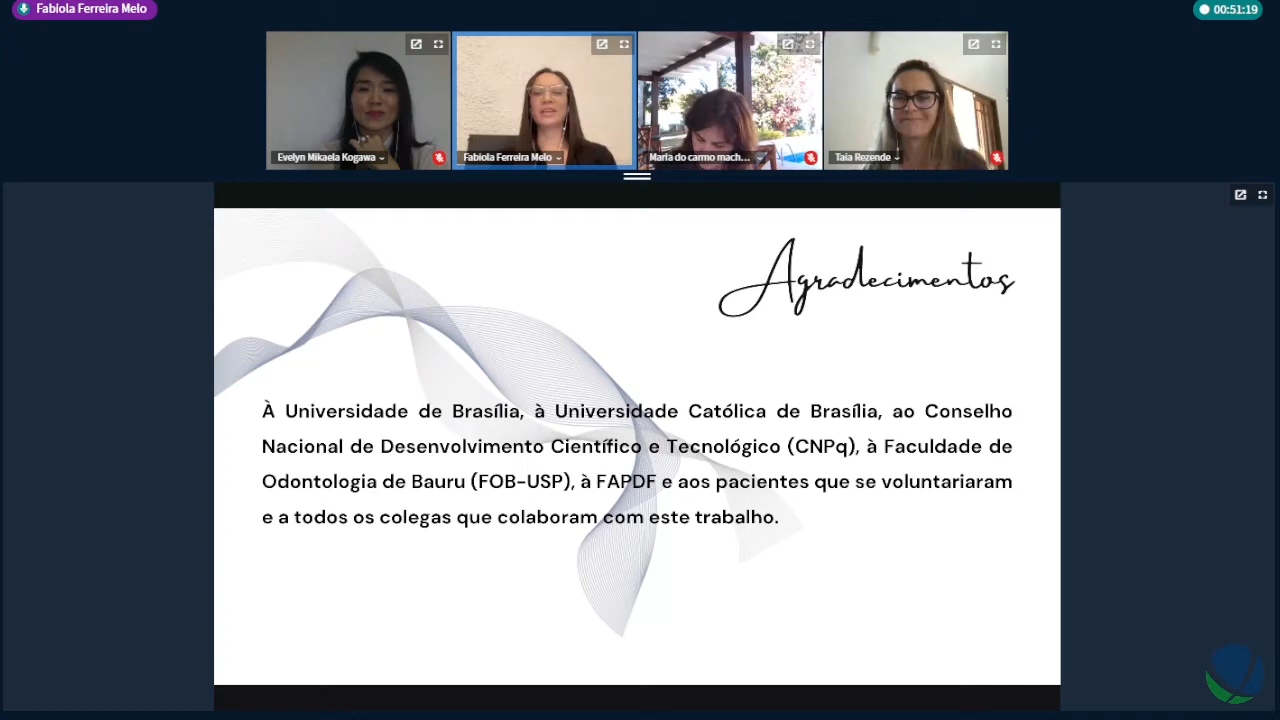 Fabiola Ferreira Melo
00:51:19
Evelyn Mikaela Kogawa
Fabiola Ferreira Melo
Maria do carmo mach...
Taia Rezende
Agradecimentos
À Universidade de Brasília, à Universidade Católica de Brasília, ao Conselho
Nacional de Desenvolvimento Científico e Tecnológico (CNPq), à Faculdade de
Odontologia de Bauru (FOB-USP), à FAPDF e aos pacientes que se voluntariaram
e a todos os colegas que colaboram com este trabalho.